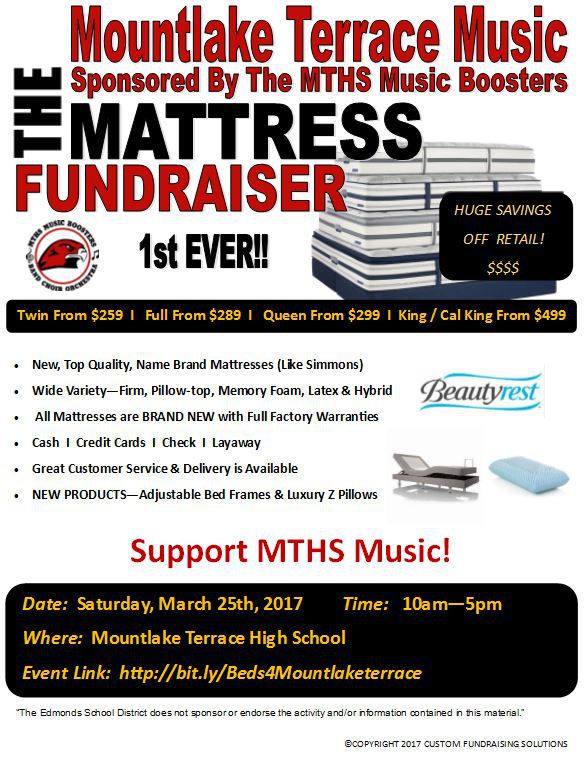 Mountlake Terrace Music
Sponsored By The MTHS Music Boosters
THE MATTRESS
FUNDRAISER
1st EVER!!
MTHS MUSIC BOOSTERS
BAND CHOIR ORCHESTRA
HUGE SAVINGS
OFF RETAIL!
$$$$
Twin From $259 I Full From $289 I Queen From $299 I King / Cal King From $499
• New, Top Quality, Name Brand Mattresses (Like Simmons)
• Wide Variety—Firm, Pillow-top, Memory Foam, Latex & Hybrid
• All Mattresses are BRAND NEW with Full Factory Warranties
• Cash I Credit Cards I Check I Layaway
• Great Customer Service & Delivery is Available
• NEW PRODUCTS—Adjustable Bed Frames & Luxury Z Pillows
Beautyrest
Support MTHS Music!
Date: Saturday, March 25th, 2017 Time: 10am—5pm
Where: Mountlake Terrace High School
Event Link: http://bit.ly/Beds4Mountlaketerrace
"The Edmonds School District does not sponsor or endorse the activity and/or information contained in this material."
©COPYRIGHT 2017 CUSTOM FUNDRAISING SOLUTIONS